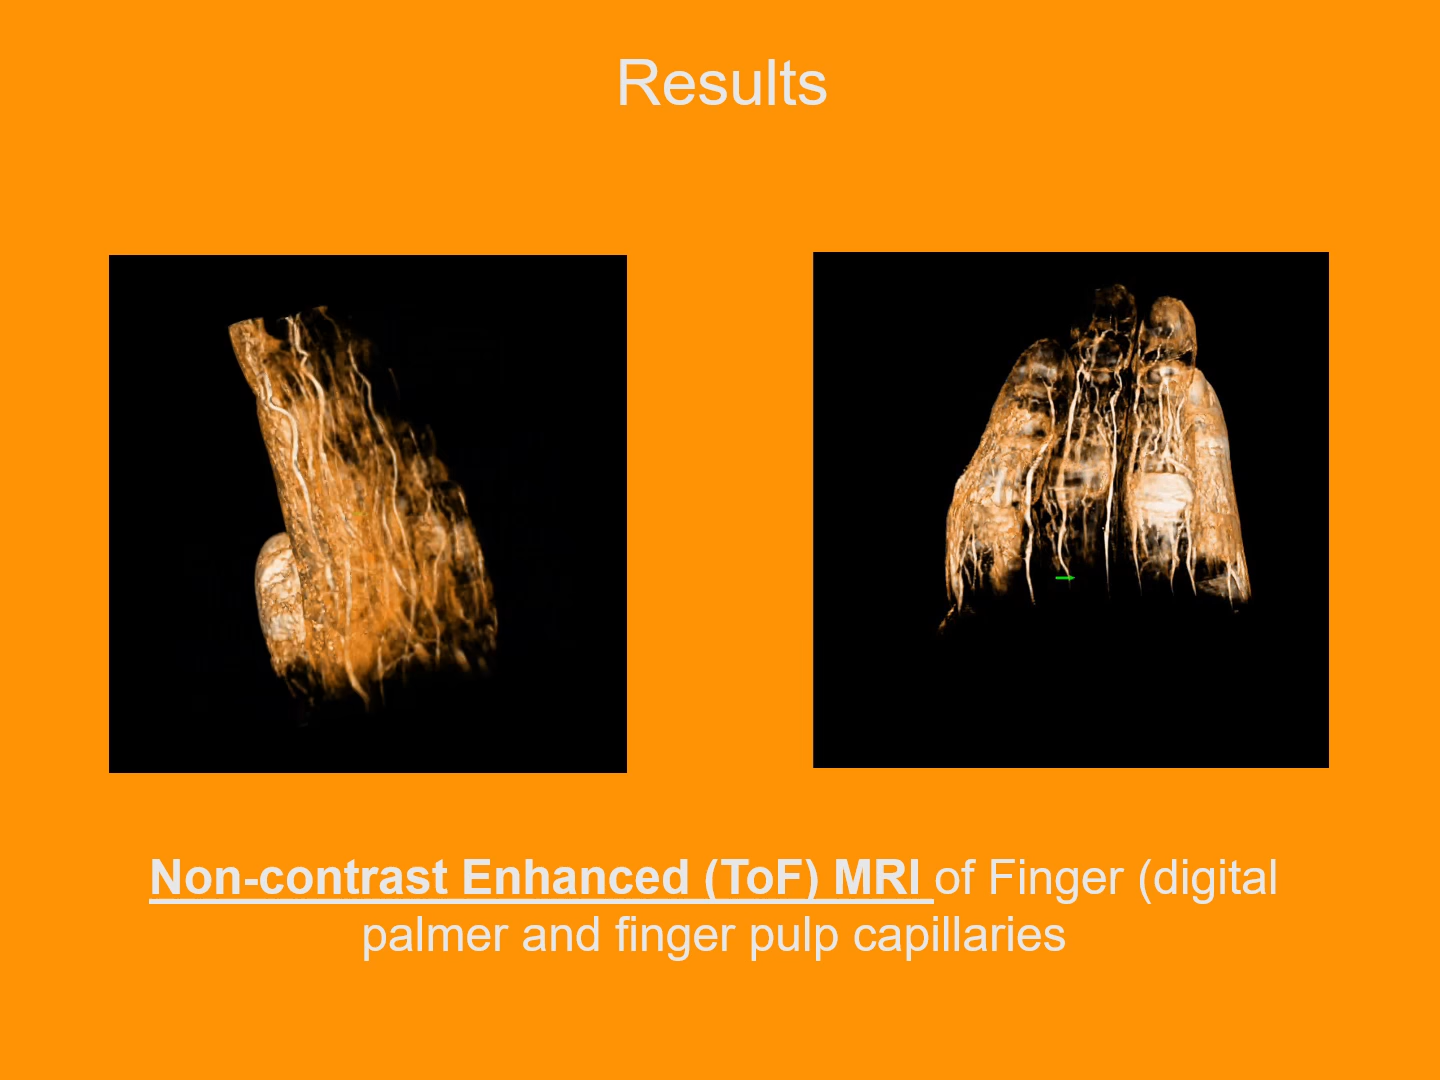 Results
Non-contrast Enhanced (ToF) MRI of Finger (digital
palmer and finger pulp capillaries